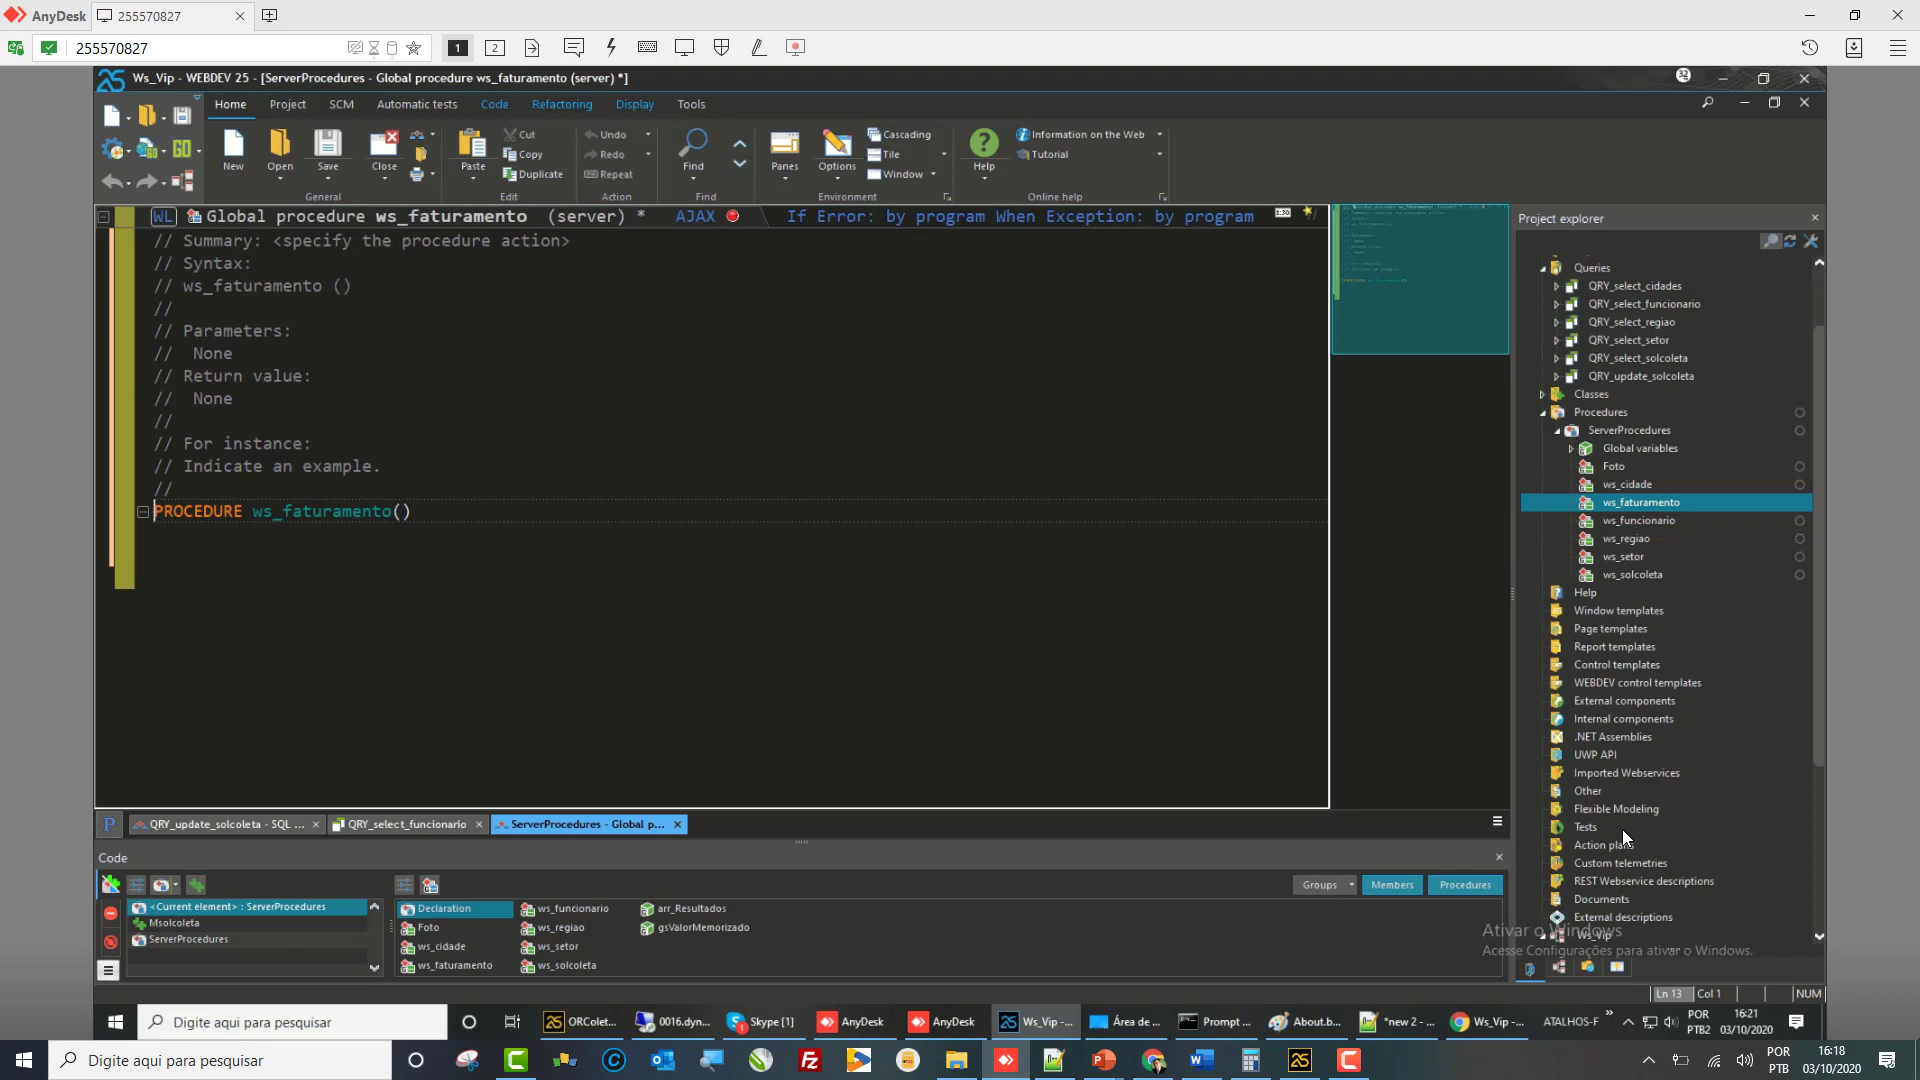 AnyDesk 255570827
255570827 1 2
25 Ws_Vip - WEBDEV 25 - [ServerProcedures - Global procedure ws_faturamento (server) *] 32
Home Project SCM Automatic tests Code Refactoring Display Tools
New Open Save Close Paste Cut Copy Duplicate Undo Redo Repeat Find Panes Options Cascading Tile Window Help Information on the Web Tutorial
GO
General Edit Action Find Environment Online help
WL Global procedure ws_faturamento (server) * AJAX If Error: by program When Exception: by program 1:30
// Summary: <specify the procedure action>
// Syntax:
// ws_faturamento ()
//
// Parameters:
// None
// Return value:
// None
//
// For instance:
// Indicate an example.
//
PROCEDURE ws_faturamento()
Project explorer
Queries
QRY_select_cidades
QRY_select_funcionario
QRY_select_regiao
QRY_select_setor
QRY_select_solcoleta
QRY_update_solcoleta
Classes
Procedures
ServerProcedures
Global variables
Foto
ws_cidade
ws_faturamento
ws_funcionario
ws_regiao
ws_setor
ws_solcoleta
Help
Window templates
Page templates
Report templates
Control templates
WEBDEV control templates
External components
Internal components
.NET Assemblies
UWP API
Imported Webservices
Other
Flexible Modeling
Tests
Action plans
Custom telemetries
REST Webservice descriptions
Documents
External descriptions
Ws_Vip
Ativar o Windows
Acesse Configurações para ativar o Windows.
P QRY_update_solcoleta - SQL ... QRY_select_funcionario ServerProcedures - Global p...
Code
Groups Members Procedures
<Current element> : ServerProcedures
Msolcoleta
ServerProcedures
Declaration ws_funcionario arr_Resultados
Foto ws_regiao gsValorMemorizado
ws_cidade ws_setor
ws_faturamento ws_solcoleta
Ln 13 Col 1 NUM
Digite aqui para pesquisar ORColet... 0016.dyn... Skype [1] AnyDesk AnyDesk Ws_Vip -... Área de ... Prompt ... About.b... *new 2 - ... Ws_Vip -... ATALHOS-F POR PTB2 16:21 03/10/2020
Digite aqui para pesquisar POR PTB 16:18 03/10/2020